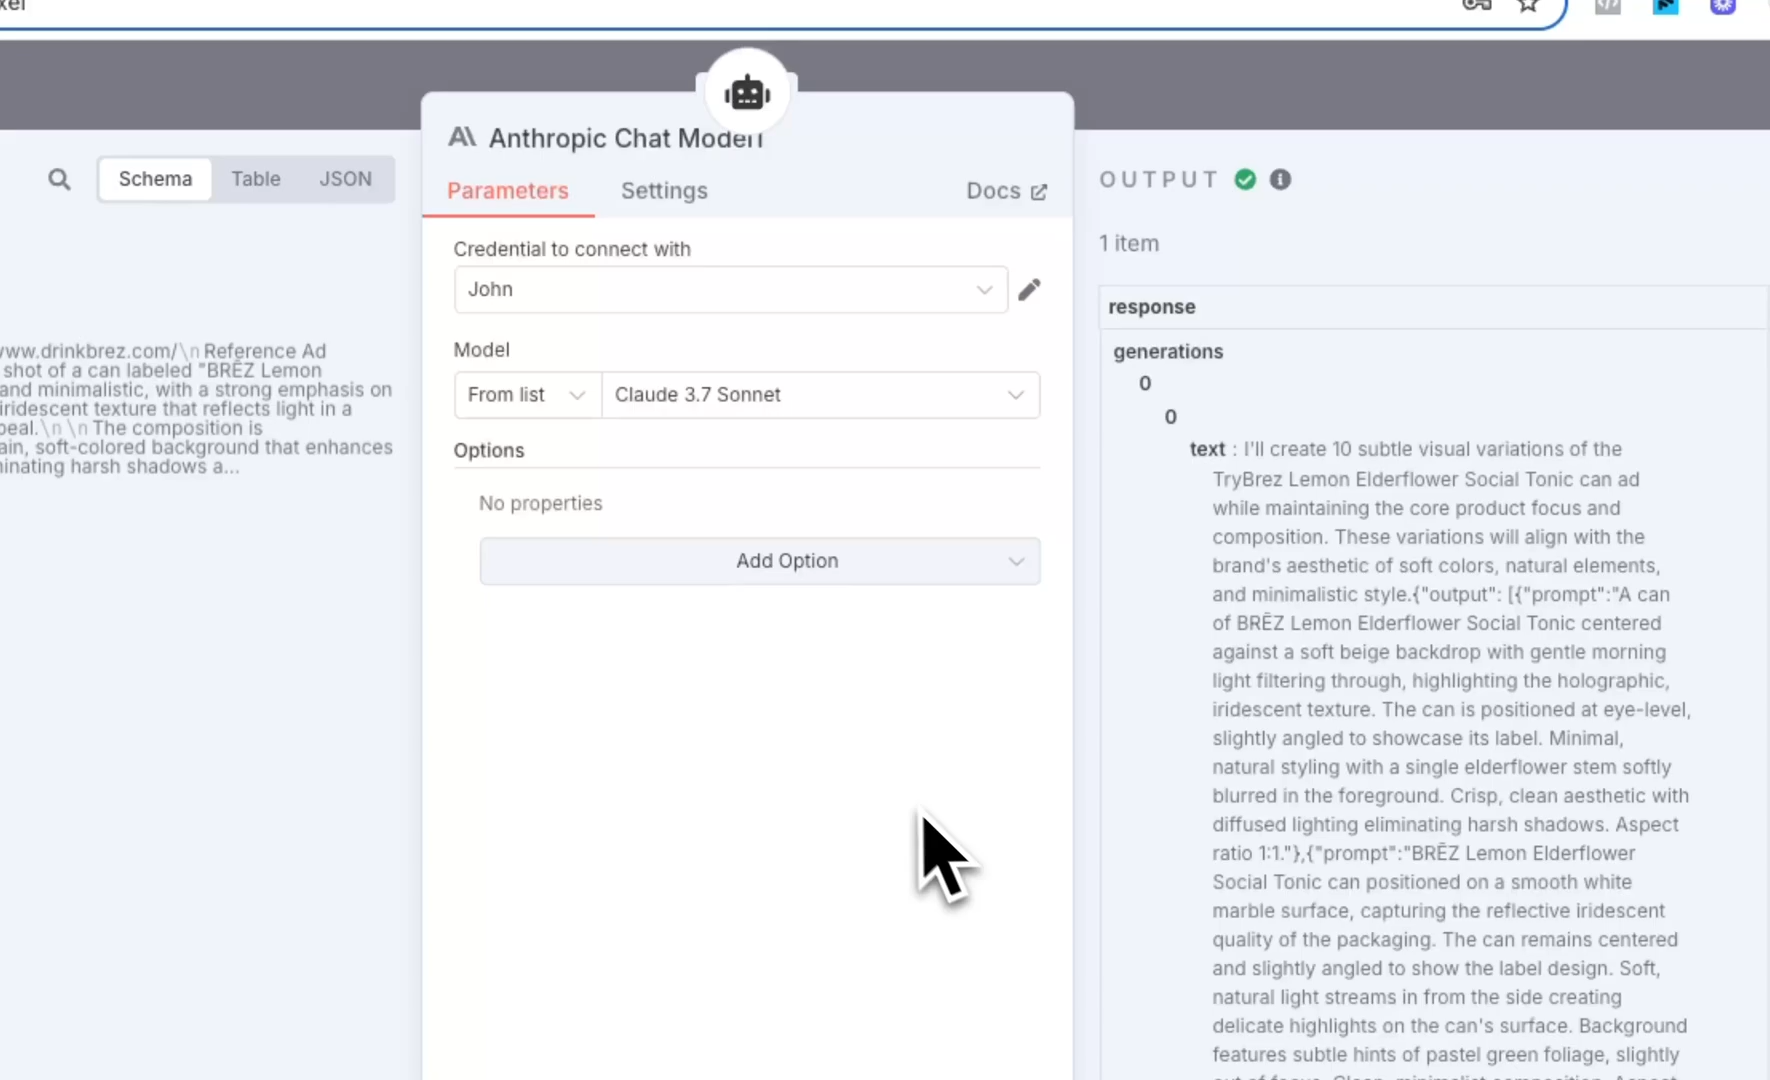 Schema
Table
JSON
www.drinkbrez.com/\n Reference Ad
shot of a can labeled "BRĒZ Lemon
and minimalistic, with a strong emphasis on
iridescent texture that reflects light in a
peal.\n \n The composition is
ain, soft-colored background that enhances
ninating harsh shadows a...
Anthropic Chat Model1
Parameters
Settings
Docs
Credential to connect with
John
Model
From list
Claude 3.7 Sonnet
Options
No properties
Add Option
OUTPUT
1 item
response
generations
0
0
text : I'll create 10 subtle visual variations of the
TryBrez Lemon Elderflower Social Tonic can ad
while maintaining the core product focus and
composition. These variations will align with the
brand's aesthetic of soft colors, natural elements,
and minimalistic style.{"output": [{"prompt":"A can
of BRĒZ Lemon Elderflower Social Tonic centered
against a soft beige backdrop with gentle morning
light filtering through, highlighting the holographic,
iridescent texture. The can is positioned at eye-level,
slightly angled to showcase its label. Minimal,
natural styling with a single elderflower stem softly
blurred in the foreground. Crisp, clean aesthetic with
diffused lighting eliminating harsh shadows. Aspect
ratio 1:1."},{"prompt":"BRĒZ Lemon Elderflower
Social Tonic can positioned on a smooth white
marble surface, capturing the reflective iridescent
quality of the packaging. The can remains centered
and slightly angled to show the label design. Soft,
natural light streams in from the side creating
delicate highlights on the can's surface. Background
features subtle hints of pastel green foliage, slightly